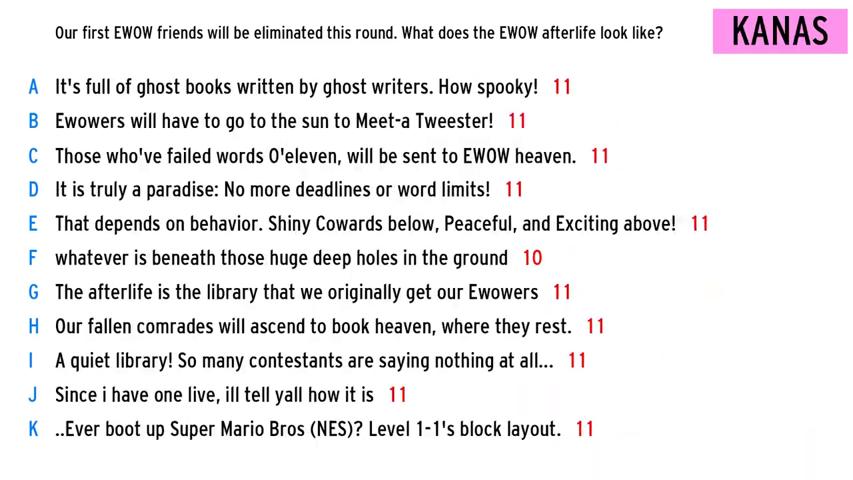 Our first EWOW friends will be eliminated this round. What does the EWOW afterlife look like?
KANAS
A It's full of ghost books written by ghost writers. How spooky! 11
B Ewowers will have to go to the sun to Meet-a Tweester! 11
C Those who've failed words O'eleven, will be sent to EWOW heaven. 11
D It is truly a paradise: No more deadlines or word limits! 11
E That depends on behavior. Shiny Cowards below, Peaceful, and Exciting above! 11
F whatever is beneath those huge deep holes in the ground 10
G The afterlife is the library that we originally get our Ewowers 11
H Our fallen comrades will ascend to book heaven, where they rest. 11
I A quiet library! So many contestants are saying nothing at all... 11
J Since i have one live, ill tell yall how it is 11
K ..Ever boot up Super Mario Bros (NES)? Level 1-1's block layout. 11